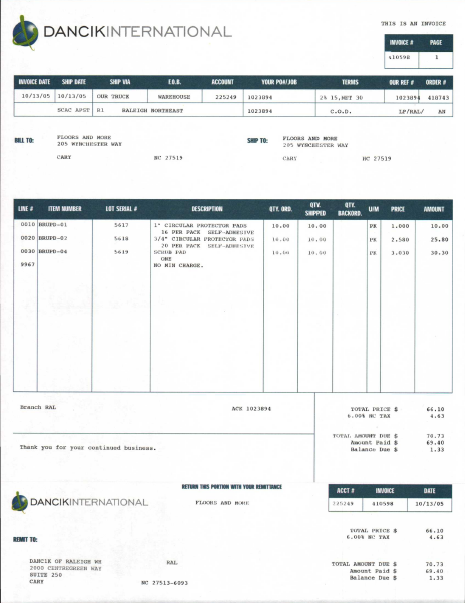 THIS IS AN INVOICE
DANCIKINTERNATIONAL
INVOICE # PAGE
410598 1
INVOICE DATE SHIP DATE SHIP VIA F.O.B. ACCOUNT YOUR PO#/JOB TERMS OUR REF # ORDER #
10/13/05 10/13/05 OUR TRUCK WAREHOUSE 225249 1023894 2% 15,NET 30 1023894 418743
SCAC APGT 81 RALEIGH NORTHEAST 1023894 C.O.D. LP/RAL/ AN
BILL TO: FLOORS AND MORE SHIP TO: FLOORS AND MORE
205 WYNCHESTER WAY 205 WYNCHESTER WAY
CARY NC 27519 CARY NC 27519
LINE # ITEM NUMBER LOT SERIAL # DESCRIPTION QTY. ORD. QTY. SHIPPED QTY. BACKORD. U/M PRICE AMOUNT
0010 BRUPD-01 5617 1" CIRCULAR PROTECTOR PADS 10.00 10.00 PK 1.000 10.00
16 PER PACK SELF-ADHESIVE
0020 BRUPD-03 5618 3/4" CIRCULAR PROTECTOR PADS 10.00 10.00 PK 2.580 25.80
20 PER PACK SELF-ADHESIVE
0030 BRUPD-04 5619 SCRUB PAD 10.00 10.00 PK 3.030 30.30
ONE
9967 NO MIN CHARGE.
Branch RAL ACK 1023894 TOTAL PRICE $ 66.10
6.00% NC TAX 4.63
TOTAL AMOUNT DUE $ 70.73
Thank you for your continued business. Amount Paid $ 69.40
Balance Due $ 1.33
RETURN THIS PORTION WITH YOUR REMITTANCE
DANCIKINTERNATIONAL FLOORS AND MORE
ACCT # INVOICE DATE
225249 410598 10/13/05
TOTAL PRICE $ 66.10
6.00% NC TAX 4.63
REMIT TO:
DANCIK OF RALEIGH WH RAL TOTAL AMOUNT DUE $ 70.73
2000 CENTREGREEN WAY Amount Paid $ 69.40
SUITE 250 Balance Due $ 1.33
CARY NC 27513-6093